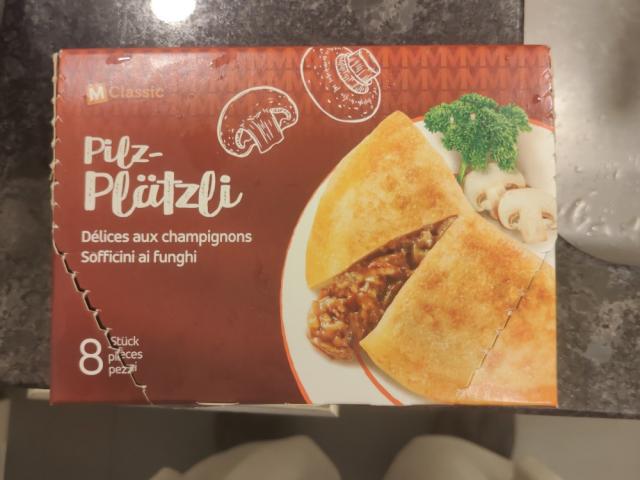 M Classic
Pilz-
Plätzli
Délices aux champignons
Sofficini ai funghi
8 Stück
pièces
pezzi